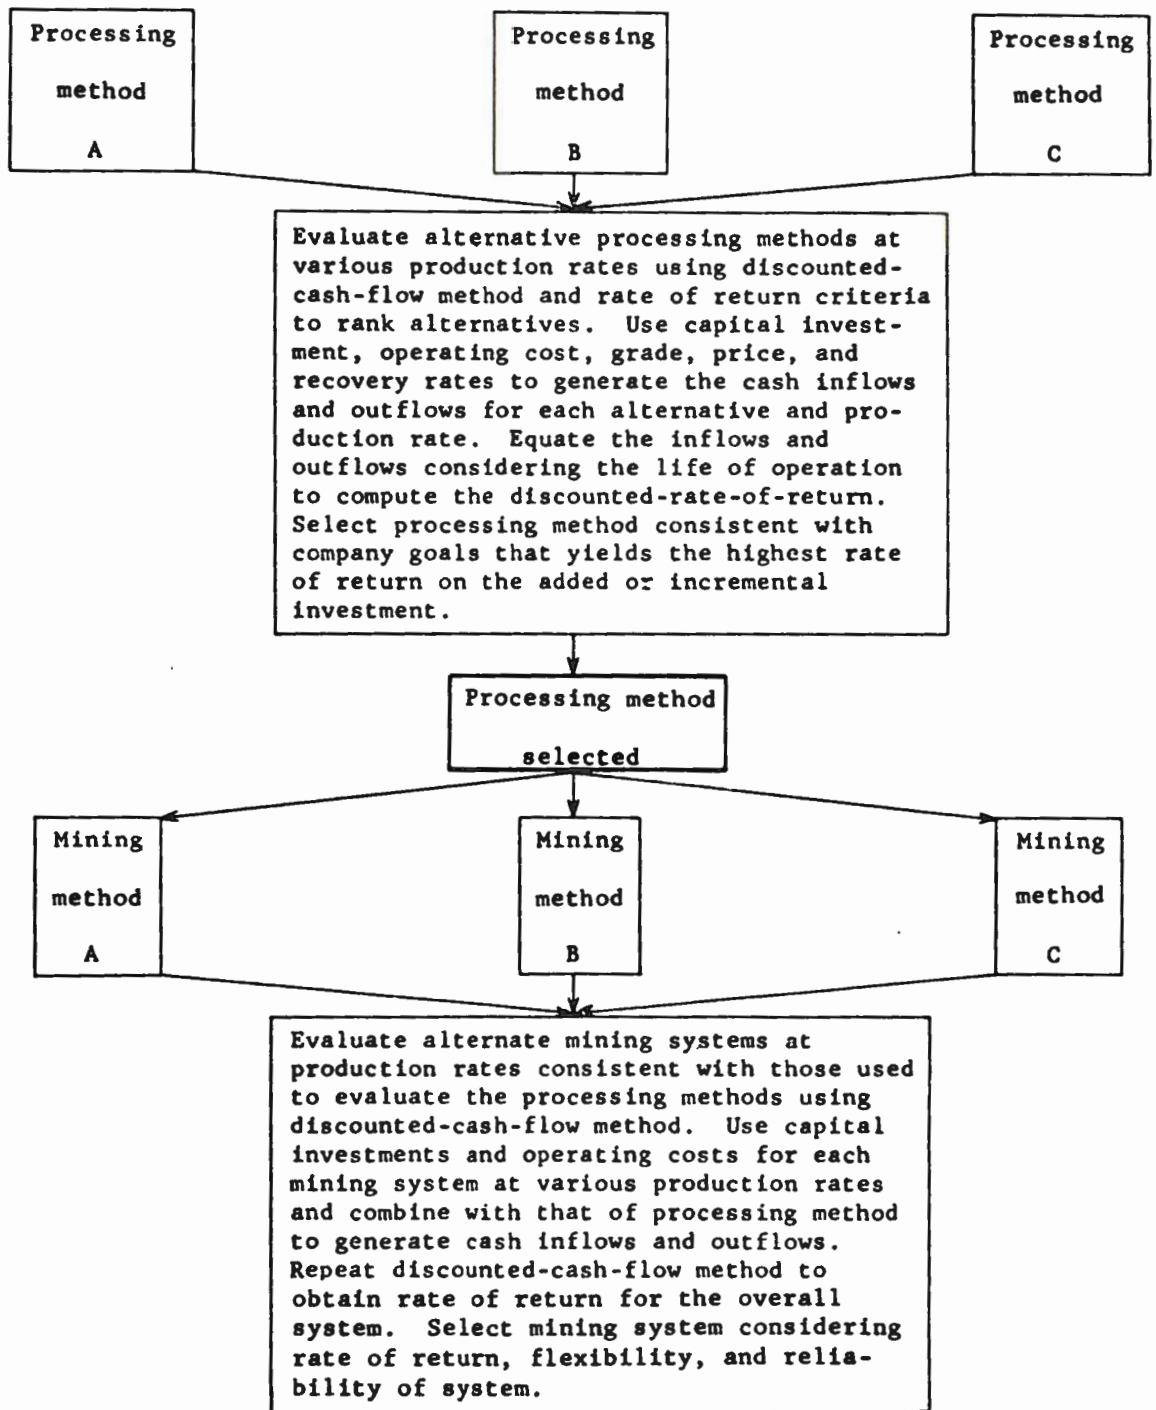 Processing
method
A
Processing
method
B
Processing
method
C
Evaluate alternative processing methods at
various production rates using discounted-
cash-flow method and rate of return criteria
to rank alternatives. Use capital invest-
ment, operating cost, grade, price, and
recovery rates to generate the cash inflows
and outflows for each alternative and pro-
duction rate. Equate the inflows and
outflows considering the life of operation
to compute the discounted-rate-of-return.
Select processing method consistent with
company goals that yields the highest rate
of return on the added or incremental
investment.
Processing method
selected
Mining
method
A
Mining
method
B
Mining
method
C
Evaluate alternate mining systems at
production rates consistent with those used
to evaluate the processing methods using
discounted-cash-flow method. Use capital
investments and operating costs for each
mining system at various production rates
and combine with that of processing method
to generate cash inflows and outflows.
Repeat discounted-cash-flow method to
obtain rate of return for the overall
system. Select mining system considering
rate of return, flexibility, and relia-
bility of system.